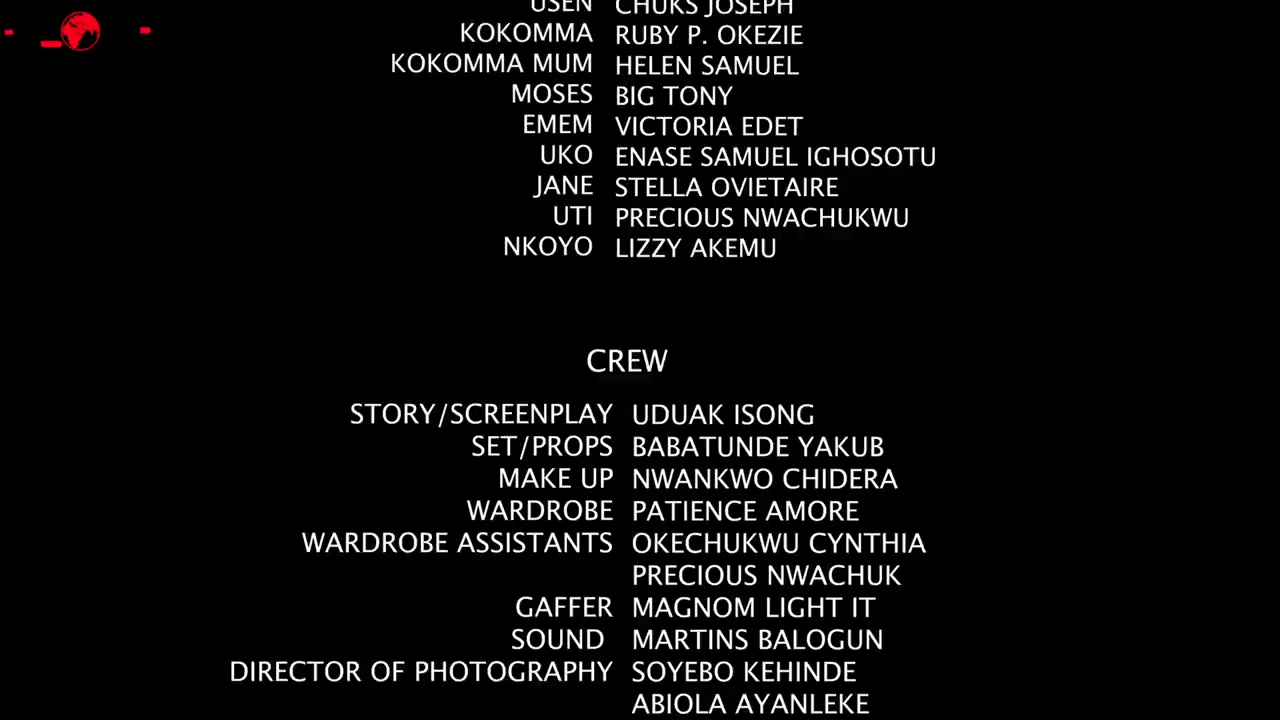 USEN CHUKS JOSEPH
KOKOMMA RUBY P. OKEZIE
KOKOMMA MUM HELEN SAMUEL
MOSES BIG TONY
EMEM VICTORIA EDET
UKO ENASE SAMUEL IGHOSOTU
JANE STELLA OVIETAIRE
UTI PRECIOUS NWACHUKWU
NKOYO LIZZY AKEMU
CREW
STORY/SCREENPLAY UDUAK ISONG
SET/PROPS BABATUNDE YAKUB
MAKE UP NWANKWO CHIDERA
WARDROBE PATIENCE AMORE
WARDROBE ASSISTANTS OKECHUKWU CYNTHIA
PRECIOUS NWACHUK
GAFFER MAGNOM LIGHT IT
SOUND MARTINS BALOGUN
DIRECTOR OF PHOTOGRAPHY SOYEBO KEHINDE
ABIOLA AYANLEKE